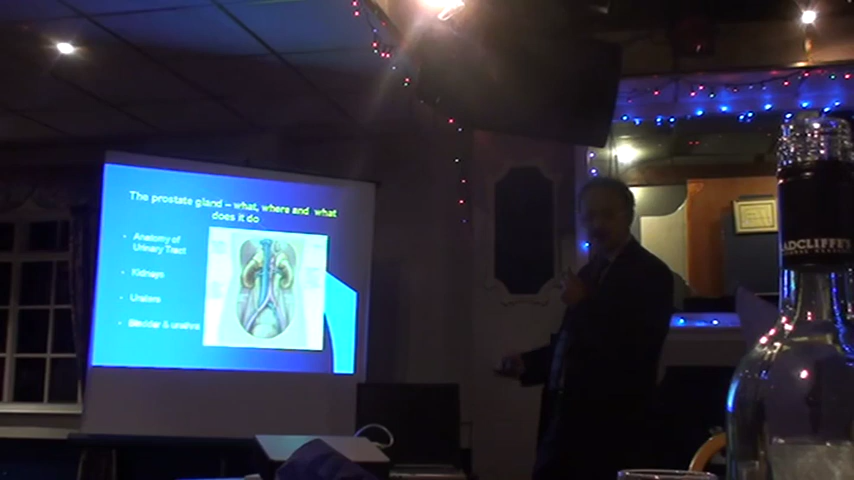 The prostate gland – what, where and what
does it do
• Anatomy of
Urinary Tract
• Kidneys
• Ureters
• Bladder & urethra
ADCLIFFE'S